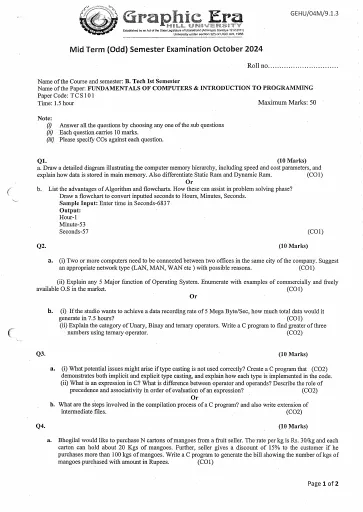 GEHU/04M/9.1.3
Graphic Era
HILL UNIVERSITY
Mid Term (Odd) Semester Examination October 2024
Roll no.......................
Name of the Course and semester: B. Tech 1st Semester
Name of the Paper: FUNDAMENTALS OF COMPUTERS & INTRODUCTION TO PROGRAMMING
Paper Code: TCS101
Time: 1.5 hour Maximum Marks: 50
Note:
(i) Answer all the questions by choosing any one of the sub questions
(ii) Each question carries 10 marks.
(iii) Please specify COs against each question.
Q1. (10 Marks)
a. Draw a detailed diagram illustrating the computer memory hierarchy, including speed and cost parameters, and
explain how data is stored in main memory. Also differentiate Static Ram and Dynamic Ram. (CO1)
Or
b. List the advantages of Algorithm and flowcharts. How these can assist in problem solving phase?
Draw a flowchart to convert inputted seconds to Hours, Minutes, Seconds.
Sample Input: Enter time in Seconds-6837
Output:
Hour-1
Minute-53
Seconds-57 (CO1)
Q2. (10 Marks)
a. (i) Two or more computers need to be connected between two offices in the same city of the company. Suggest
an appropriate network type (LAN, MAN, WAN etc ) with possible reasons. (CO1)
(ii) Explain any 5 Major function of Operating System. Enumerate with examples of commercially and freely
available O.S in the market. (CO1)
Or
b. (i) If the studio wants to achieve a data recording rate of 5 Mega Byte/Sec, how much total data would it
generate in 7.5 hours? (CO1)
(ii) Explain the category of Unary, Binay and ternary operators. Write a C program to find greater of three
numbers using ternary operator. (CO2)
Q3. (10 Marks)
a. (i) What potential issues might arise if type casting is not used correctly? Create a C program that (CO2)
demonstrates both implicit and explicit type casting, and explain how each type is implemented in the code.
(ii) What is an expression in C? What is difference between operator and operands? Describe the role of
precedence and associativity in order of evaluation of an expression? (CO2)
Or
b. What are the steps involved in the compilation process of a C program? and also write extension of
intermediate files. (CO2)
Q4. (10 Marks)
a. Bhogilal would like to purchase N cartons of mangoes from a fruit seller. The rate per kg is Rs. 30/kg and each
carton can hold about 20 Kgs of mangoes. Further, seller gives a discount of 15% to the customer if he
purchases more than 100 kgs of mangoes. Write a C program to generate the bill showing the number of kgs of
mangoes purchased with amount in Rupees. (CO1)
Page 1 of 2